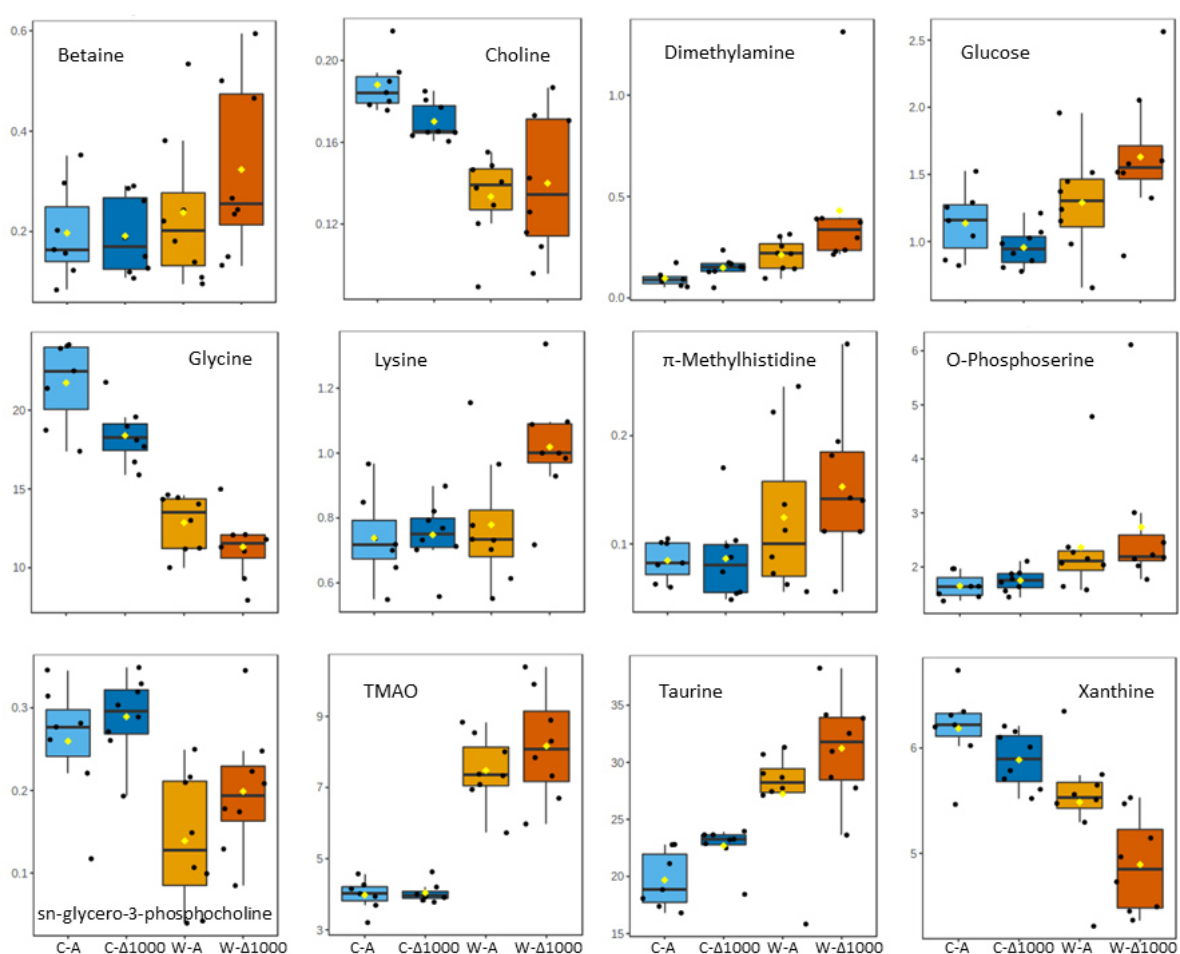 Betaine
0.6
0.4
0.2
Choline
0.20
0.16
0.12
Dimethylamine
1.0
0.5
0.0
Glucose
2.5
2.0
1.5
1.0
Glycine
20
15
10
Lysine
1.2
1.0
0.8
0.6
π-Methylhistidine
0.2
0.1
O-Phosphoserine
6
5
4
3
2
0.3
0.2
0.1
sn-glycero-3-phosphocholine
C-A C-Δ1000 W-A W-Δ1000
TMAO
9
7
5
3
C-A C-Δ1000 W-A W-Δ1000
Taurine
35
30
25
20
15
C-A C-Δ1000 W-A W-Δ1000
Xanthine
6
5
C-A C-Δ1000 W-A W-Δ1000